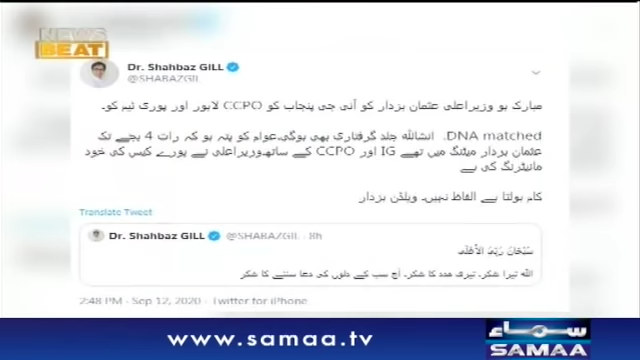 NEWS
BEAT
Dr. Shahbaz GILL
@SHABAZGIL
مبارک ہو وزیراعلی عثمان بزدار کو آئی جی پنجاب کو CCPO لاہور اور پوری ٹیم کو۔
DNA matched. انشاللہ جلد گرفتاری بھی ہوگی۔عوام کو پتہ ہو کہ رات 4 بجے تک
عثمان بزدار میٹنگ میں تھے IG اور CCPO کے ساتھ۔وزیراعلی نے پورے کیس کی خود
مانیٹرنگ کی ہے
کام بولتا ہے الفاظ نہیں۔ ویلڈن بزدار
Translate Tweet
Dr. Shahbaz GILL @SHABAZGIL · 8h
سبحان ربی الاعلی
اللہ تیرا شکر۔ تیری مدد کا شکر۔ آج سب کے دلوں کی دعا سننے کا شکر
2:48 PM · Sep 12, 2020 · Twitter for iPhone
www.samaa.tv
سماء
SAMAA